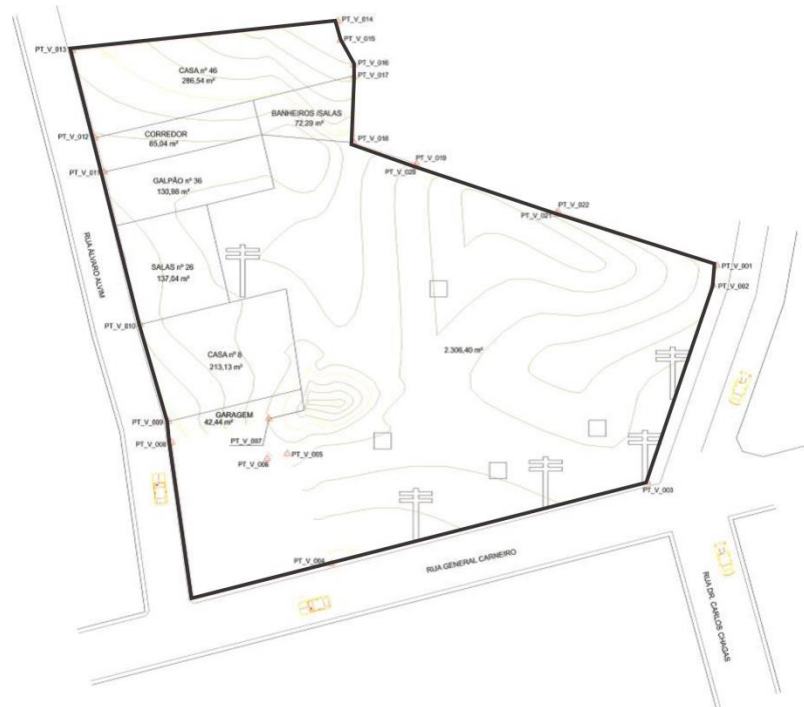 PT_V_014
PT_V_013
PT_V_015
PT_V_016
PT_V_017
CASA nº 46
286,54 m²
BANHEIROS /SALAS
72,29 m²
PT_V_012
CORREDOR
65,04 m²
PT_V_018
PT_V_019
PT_V_020
PT_V_011
GALPÃO nº 36
130,98 m²
PT_V_022
PT_V_021
RUA ÁLVARO ALVIM
SALAS nº 26
137,04 m²
PT_V_001
PT_V_002
PT_V_010
CASA nº 8
213,13 m²
2.306,40 m²
PT_V_009
GARAGEM
42,44 m²
PT_V_008
PT_V_007
PT_V_005
PT_V_006
PT_V_003
PT_V_004
RUA GENERAL CARNEIRO
RUA DR. CARLOS CHAGAS